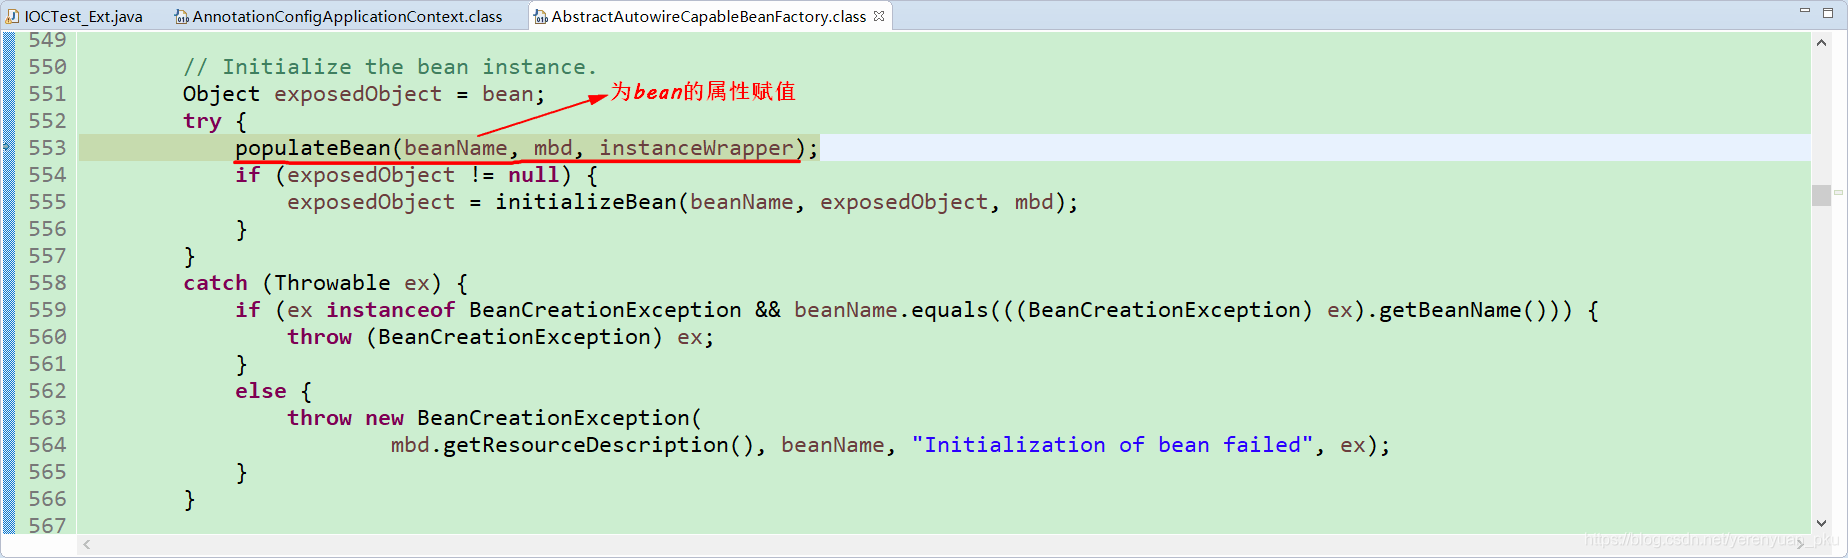 IOCTest_Ext.java AnnotationConfigApplicationContext.class AbstractAutowireCapableBeanFactory.class
549
550 // Initialize the bean instance.
551 Object exposedObject = bean; 为bean的属性赋值
552 try {
553 populateBean(beanName, mbd, instanceWrapper);
554 if (exposedObject != null) {
555 exposedObject = initializeBean(beanName, exposedObject, mbd);
556 }
557 }
558 catch (Throwable ex) {
559 if (ex instanceof BeanCreationException && beanName.equals(((BeanCreationException) ex).getBeanName())) {
560 throw (BeanCreationException) ex;
561 }
562 else {
563 throw new BeanCreationException(
564 mbd.getResourceDescription(), beanName, "Initialization of bean failed", ex);
565 }
566 }
567
https://blog.csdn.net/yerenyuan_pku